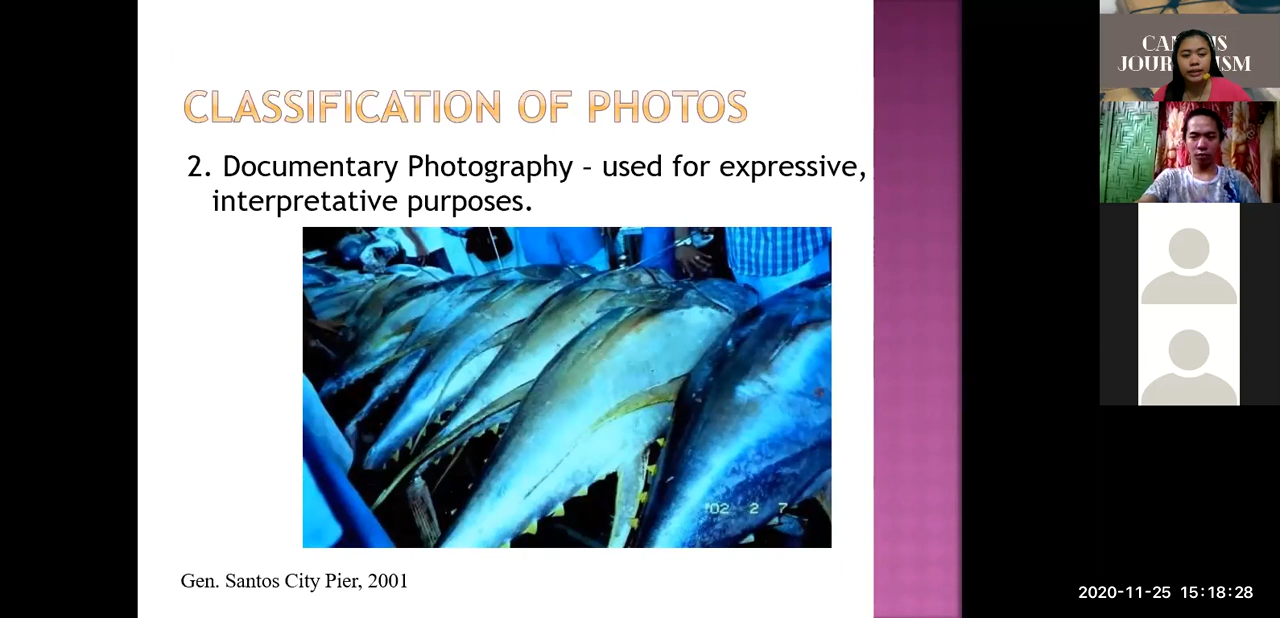 CLASSIFICATION OF PHOTOS
2. Documentary Photography – used for expressive,
interpretative purposes.
'02 2 7
Gen. Santos City Pier, 2001
2020-11-25 15:18:28